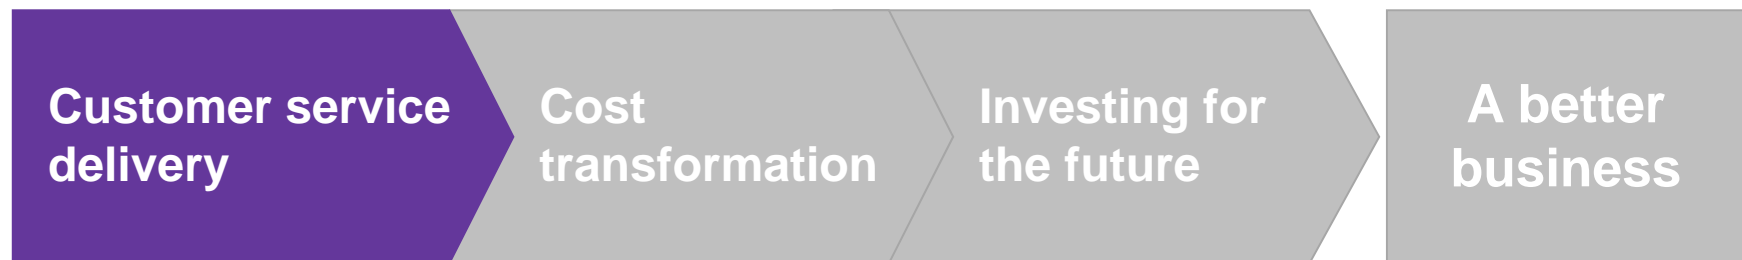 Customer service
delivery
Cost
transformation
Investing for
the future
A better
business